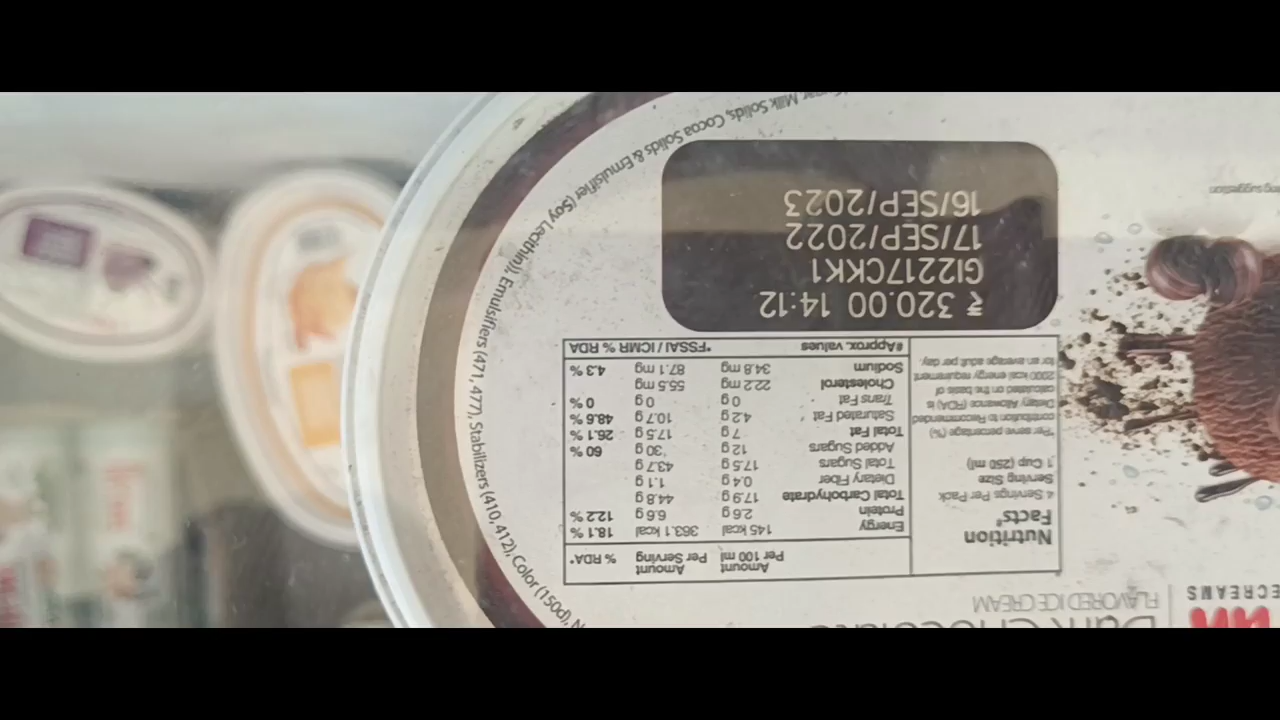 Dark Chocolate
FLAVORED ICE CREAM
ECREAMS
Nutrition
Facts#
4 Servings Per Pack
Serving Size
1 Cup (250 ml)
*Per serve percentage (%)
contribution to Recommended
Dietary Allowance (RDA) is
calculated on the basis of
2000 kcal energy requirement
for an average adult per day.
Amount Per 100 ml Amount Per Serving % RDA*
Energy 145 kcal 363.1 kcal 18.1 %
Protein 2.6 g 6.6 g 12.2 %
Total Carbohydrate 17.9 g 44.8 g
Dietary Fiber 0.4 g 1.1 g
Total Sugars 17.5 g 43.7 g
Added Sugars 12 g 30 g 60 %
Total Fat 7 g 17.5 g 26.1 %
Saturated Fat 4.2 g 10.7 g 48.6 %
Trans Fat 0 g 0 g 0 %
Cholesterol 22.2 mg 55.5 mg
Sodium 34.8 mg 87.1 mg 4.3 %
#Approx. values *FSSAI / ICMR % RDA
₹ 320.00 14:12
GI2217CKK1
17/SEP/2022
16/SEP/2023
Milk Solids, Cocoa Solids & Emulsifier (Soy Lecithin)), Emulsifiers (471, 477), Stabilizers (410, 412), Color (150d),
suggestion